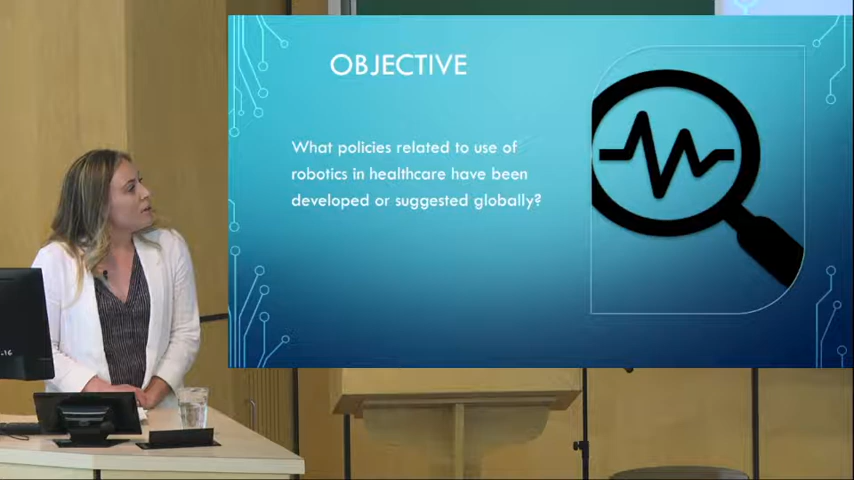 OBJECTIVE
What policies related to use of
robotics in healthcare have been
developed or suggested globally?